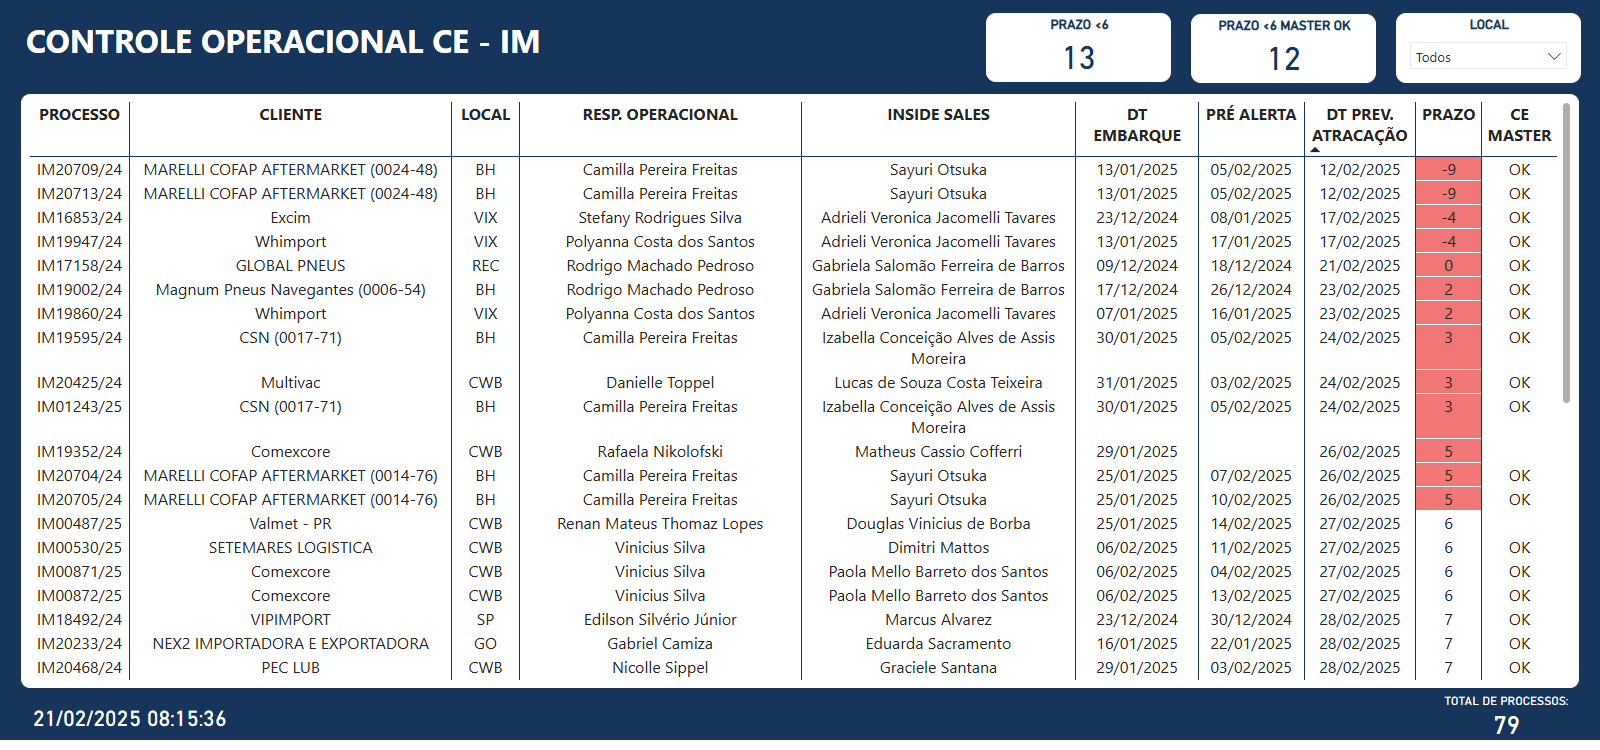 CONTROLE OPERACIONAL CE - IM
PRAZO <6
13
PRAZO <6 MASTER OK
12
LOCAL
Todos
PROCESSO CLIENTE LOCAL RESP. OPERACIONAL INSIDE SALES DT EMBARQUE PRÉ ALERTA DT PREV. ATRACAÇÃO PRAZO CE MASTER
IM20709/24 MARELLI COFAP AFTERMARKET (0024-48) BH Camilla Pereira Freitas Sayuri Otsuka 13/01/2025 05/02/2025 12/02/2025 -9 OK
IM20713/24 MARELLI COFAP AFTERMARKET (0024-48) BH Camilla Pereira Freitas Sayuri Otsuka 13/01/2025 05/02/2025 12/02/2025 -9 OK
IM16853/24 Excim VIX Stefany Rodrigues Silva Adrieli Veronica Jacomelli Tavares 23/12/2024 08/01/2025 17/02/2025 -4 OK
IM19947/24 Whimport VIX Polyanna Costa dos Santos Adrieli Veronica Jacomelli Tavares 13/01/2025 17/01/2025 17/02/2025 -4 OK
IM17158/24 GLOBAL PNEUS REC Rodrigo Machado Pedroso Gabriela Salomão Ferreira de Barros 09/12/2024 18/12/2024 21/02/2025 0 OK
IM19002/24 Magnum Pneus Navegantes (0006-54) BH Rodrigo Machado Pedroso Gabriela Salomão Ferreira de Barros 17/12/2024 26/12/2024 23/02/2025 2 OK
IM19860/24 Whimport VIX Polyanna Costa dos Santos Adrieli Veronica Jacomelli Tavares 07/01/2025 16/01/2025 23/02/2025 2 OK
IM19595/24 CSN (0017-71) BH Camilla Pereira Freitas Izabella Conceição Alves de Assis Moreira 30/01/2025 05/02/2025 24/02/2025 3 OK
IM20425/24 Multivac CWB Danielle Toppel Lucas de Souza Costa Teixeira 31/01/2025 03/02/2025 24/02/2025 3 OK
IM01243/25 CSN (0017-71) BH Camilla Pereira Freitas Izabella Conceição Alves de Assis Moreira 30/01/2025 05/02/2025 24/02/2025 3 OK
IM19352/24 Comexcore CWB Rafaela Nikolofski Matheus Cassio Cofferri 29/01/2025 26/02/2025 5
IM20704/24 MARELLI COFAP AFTERMARKET (0014-76) BH Camilla Pereira Freitas Sayuri Otsuka 25/01/2025 07/02/2025 26/02/2025 5 OK
IM20705/24 MARELLI COFAP AFTERMARKET (0014-76) BH Camilla Pereira Freitas Sayuri Otsuka 25/01/2025 10/02/2025 26/02/2025 5 OK
IM00487/25 Valmet - PR CWB Renan Mateus Thomaz Lopes Douglas Vinicius de Borba 25/01/2025 14/02/2025 27/02/2025 6
IM00530/25 SETEMARES LOGISTICA CWB Vinicius Silva Dimitri Mattos 06/02/2025 11/02/2025 27/02/2025 6 OK
IM00871/25 Comexcore CWB Vinicius Silva Paola Mello Barreto dos Santos 06/02/2025 04/02/2025 27/02/2025 6 OK
IM00872/25 Comexcore CWB Vinicius Silva Paola Mello Barreto dos Santos 06/02/2025 13/02/2025 27/02/2025 6 OK
IM18492/24 VIPIMPORT SP Edilson Silvério Júnior Marcus Alvarez 23/12/2024 30/12/2024 28/02/2025 7 OK
IM20233/24 NEX2 IMPORTADORA E EXPORTADORA GO Gabriel Camiza Eduarda Sacramento 16/01/2025 22/01/2025 28/02/2025 7 OK
IM20468/24 PEC LUB CWB Nicolle Sippel Graciele Santana 29/01/2025 03/02/2025 28/02/2025 7 OK
21/02/2025 08:15:36
TOTAL DE PROCESSOS:
79